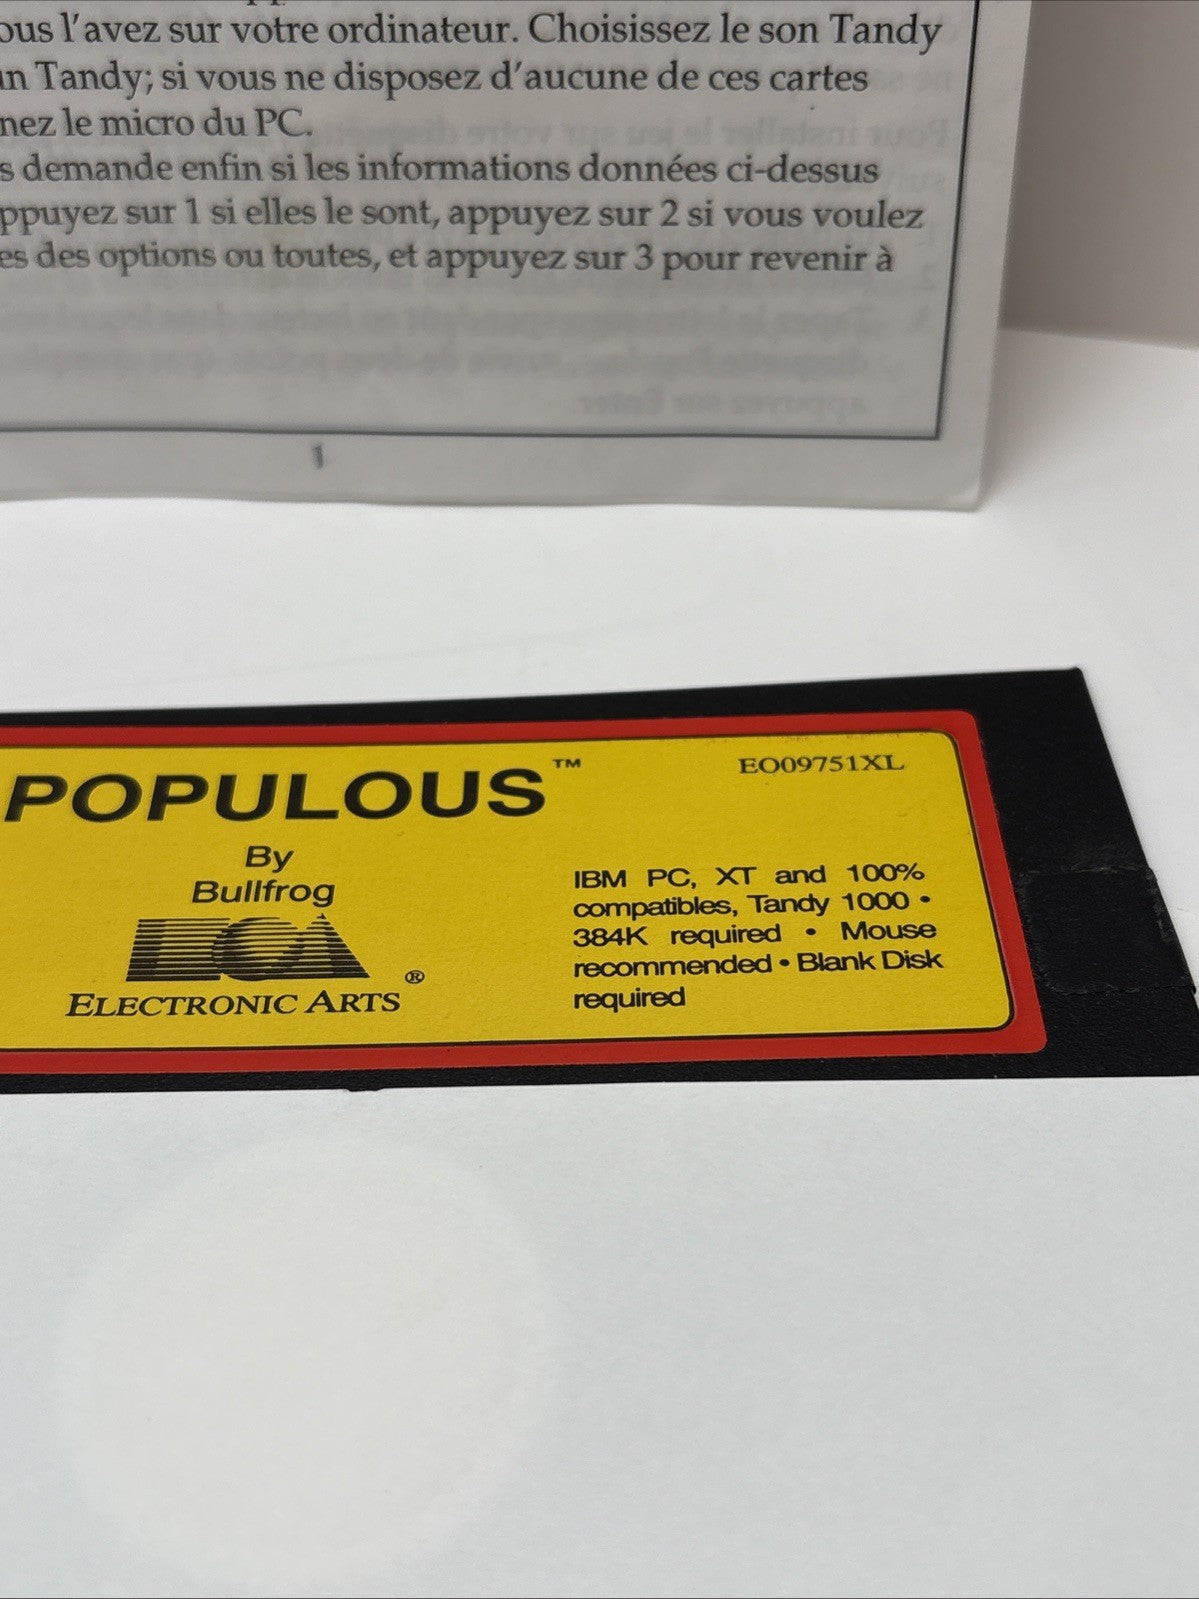 ous l'avez sur votre ordinateur. Choisissez le son Tandy
un Tandy; si vous ne disposez d'aucune de ces cartes
nez le micro du PC.
s demande enfin si les informations données ci-dessus
ppuyez sur 1 si elles le sont, appuyez sur 2 si vous voulez
es des options ou toutes, et appuyez sur 3 pour revenir à
1
POPULOUS™
EO09751XL
By
Bullfrog
ELECTRONIC ARTS®
IBM PC, XT and 100%
compatibles, Tandy 1000 •
384K required • Mouse
recommended • Blank Disk
required